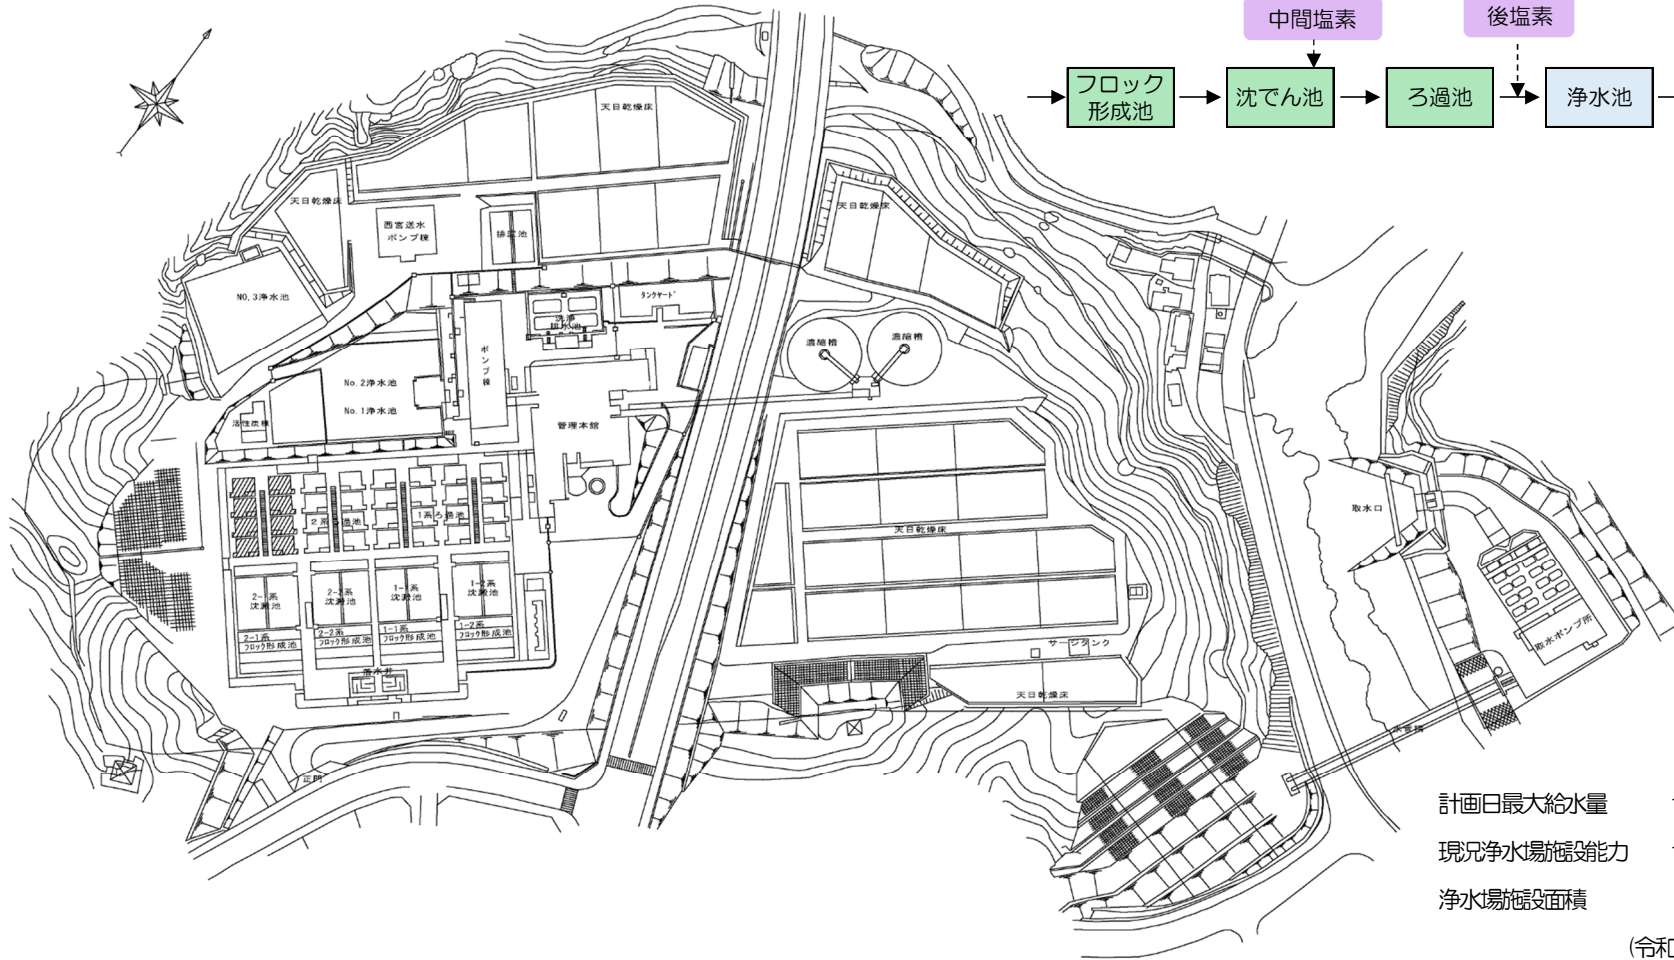 中間塩素
後塩素
フロック
形成池
沈でん池
ろ過池
浄水池
天日乾燥床
天日乾燥床
西宮送水
ポンプ棟
排泥池
天日乾燥床
NO.3浄水池
洗浄
排水池
タンクヤード
ポンプ棟
濃縮槽
濃縮槽
No.2浄水池
No.1浄水池
活性炭棟
管理本館
2系ろ過池
1系ろ過池
天日乾燥床
取水口
2-1系
沈澱池
2-2系
沈澱池
1-1系
沈澱池
1-2系
沈澱池
2-1系
フロック形成池
2-2系
フロック形成池
1-1系
フロック形成池
1-2系
フロック形成池
着水井
サージタンク
天日乾燥床
取水ポンプ所
水管橋
正門
計画日最大給水量
現況浄水場施設能力
浄水場施設面積
(令和